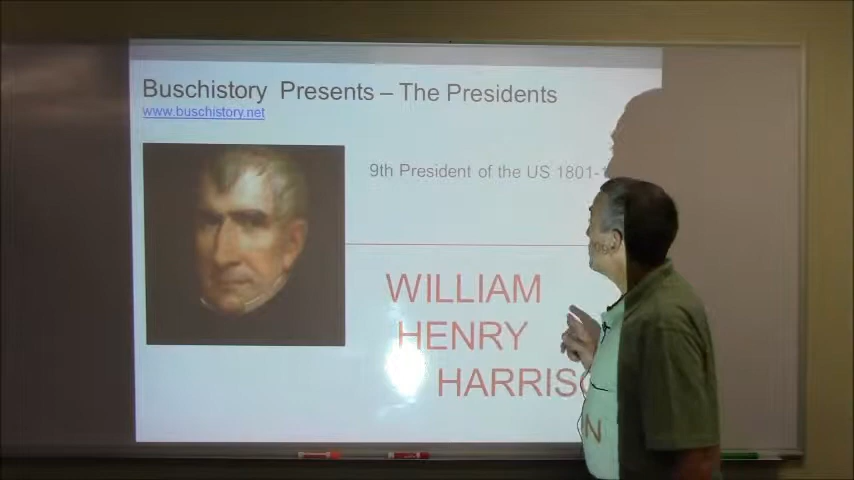 Buschistory Presents – The Presidents
www.buschistory.net
9th President of the US 1801-
WILLIAM
HENRY
HARRISON